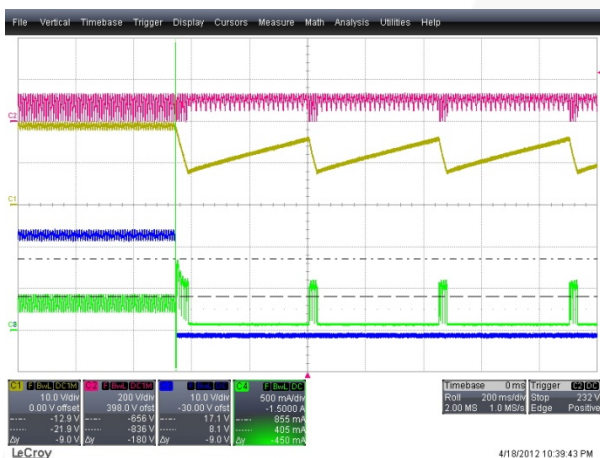 File Vertical Timebase Trigger Display Cursors Measure Math Analysis Utilities Help
C2
C1
C1 F BwL DC1M
10.0 V/div
0.00 V offset
-12.9 V
-21.9 V
Δy -9.0 V
200 V/div
398.0 V ofst
-656 V
-836 V
Δy -180 V
10.0 V/div
-30.00 V ofst
17.1 V
8.1 V
Δy -9.0 V
C4 F BwL DC
500 mA/div
-1.5000 A
855 mA
405 mA
Δy -450 mA
Timebase 0 ms
Roll 200 ms/div
2.00 MS 1.0 MS/s
Trigger C2 DC
Stop 232 V
Edge Positive
LeCroy
4/18/2012 10:39:43 PM